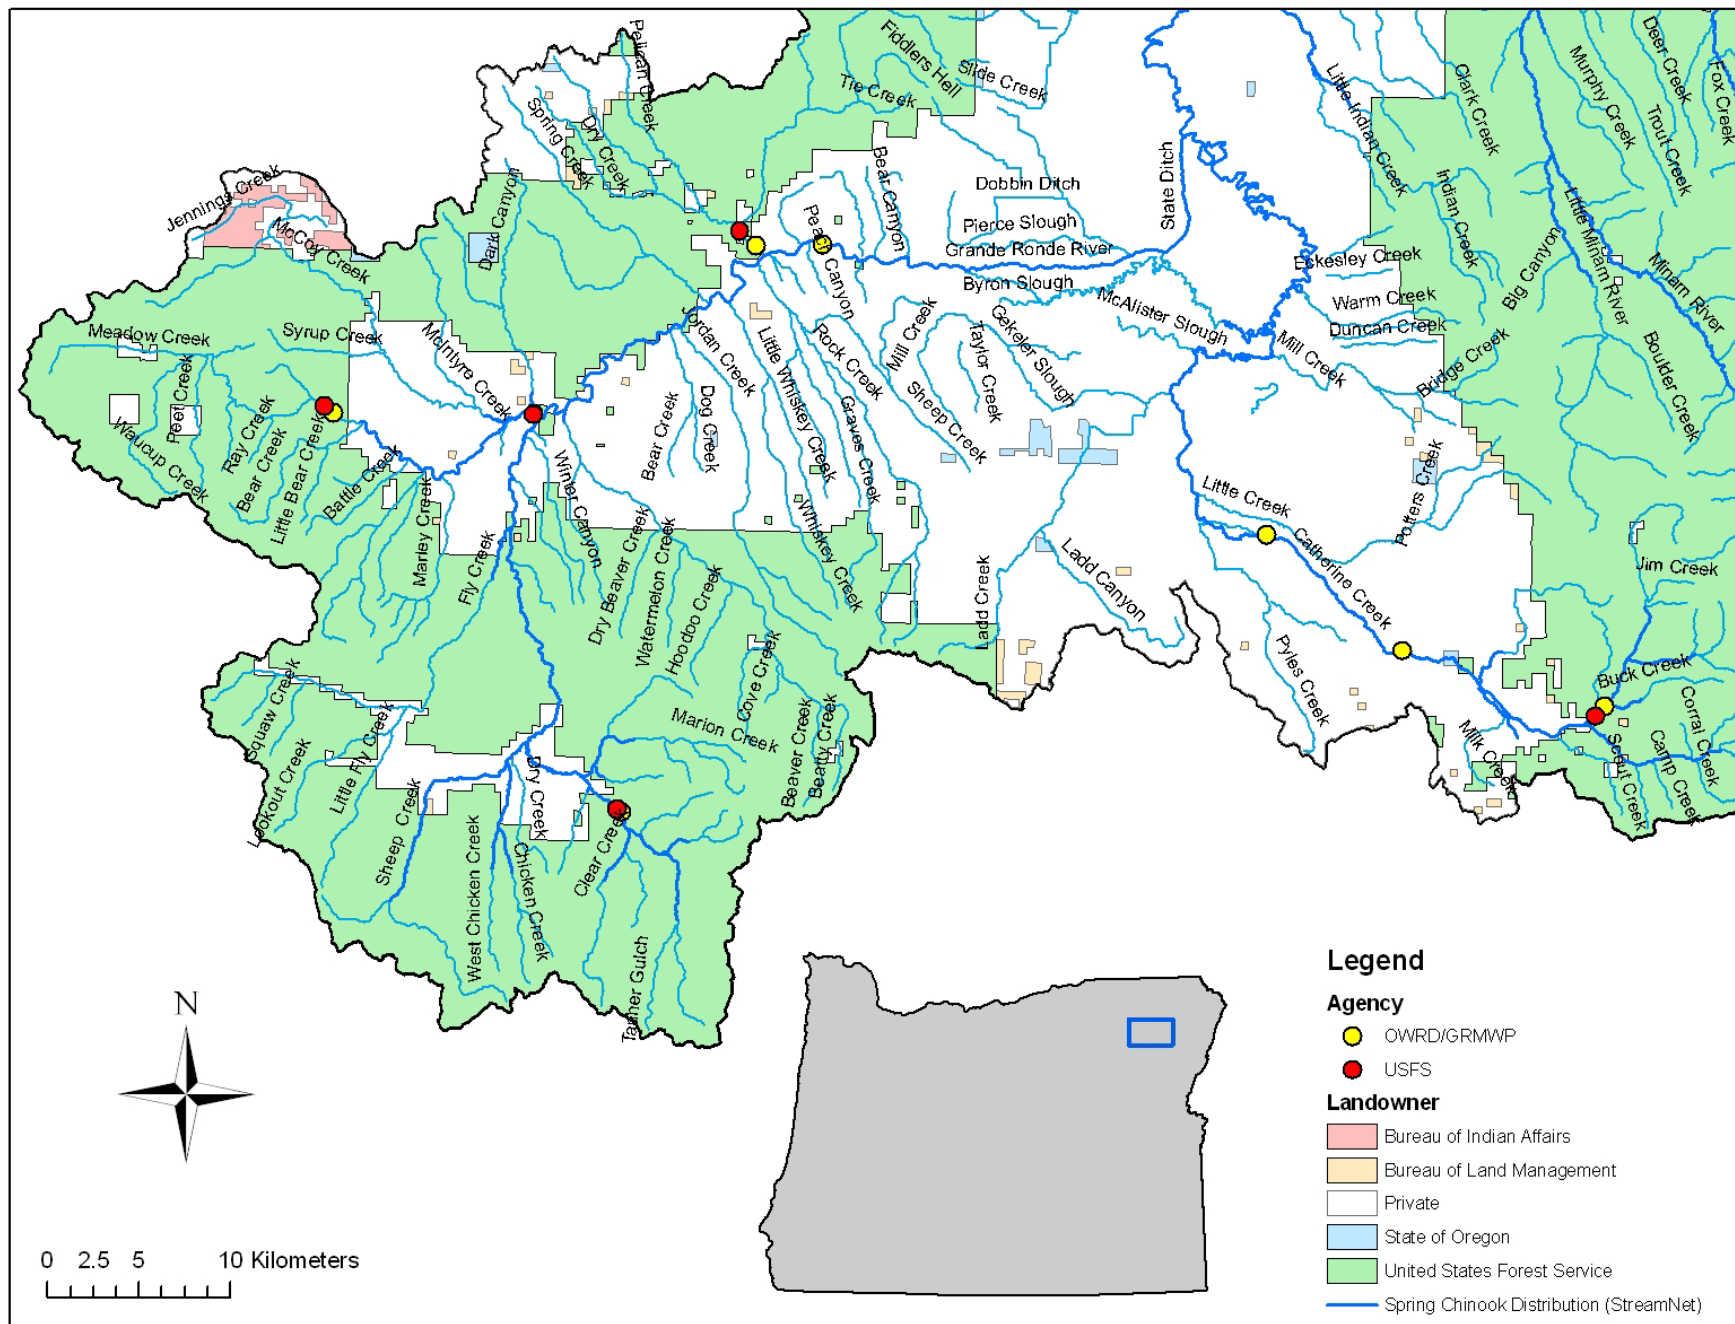 Pelican Creek
Fiddlers Hell
Slide Creek
Tie Creek
Little Indian Creek
Clark Creek
Murphy Creek
Deer Creek
Trout Creek
Fox Creek
Spring Creek
Dry Creek
Jennings Creek
McCoy Creek
Dark Canyon
Bear Canyon
Peach Canyon
Dobbin Ditch
Pierce Slough
Grande Ronde River
State Ditch
Byron Slough
McAlister Slough
Gekeler Slough
Eckesley Creek
Warm Creek
Duncan Creek
Mill Creek
Bridge Creek
Indian Creek
Big Canyon
Little Minam River
Minam River
Boulder Creek
Meadow Creek
Syrup Creek
McIntyre Creek
Jordan Creek
Little Whiskey Creek
Rock Creek
Graves Creek
Mill Creek
Sheep Creek
Taylor Creek
Peet Creek
Waucup Creek
Ray Creek
Bear Creek
Little Bear Creek
Battle Creek
Marley Creek
Fly Creek
Winter Canyon
Bear Creek
Dog Creek
Dry Beaver Creek
Watermelon Creek
Hoodoo Creek
Whiskey Creek
Ladd Creek
Ladd Canyon
Little Creek
Catherine Creek
Potters Creek
Pyles Creek
Milk Creek
Jim Creek
Buck Creek
Corral Creek
Camp Creek
Scout Creek
Squaw Creek
Lookout Creek
Little Fly Creek
Sheep Creek
West Chicken Creek
Dry Creek
Chicken Creek
Clear Creek
Tanner Gulch
Marion Creek
Cove Creek
Beaver Creek
Beatty Creek
N
0 2.5 5 10 Kilometers
Legend
Agency
OWRD/GRMWP
USFS
Landowner
Bureau of Indian Affairs
Bureau of Land Management
Private
State of Oregon
United States Forest Service
Spring Chinook Distribution (StreamNet)